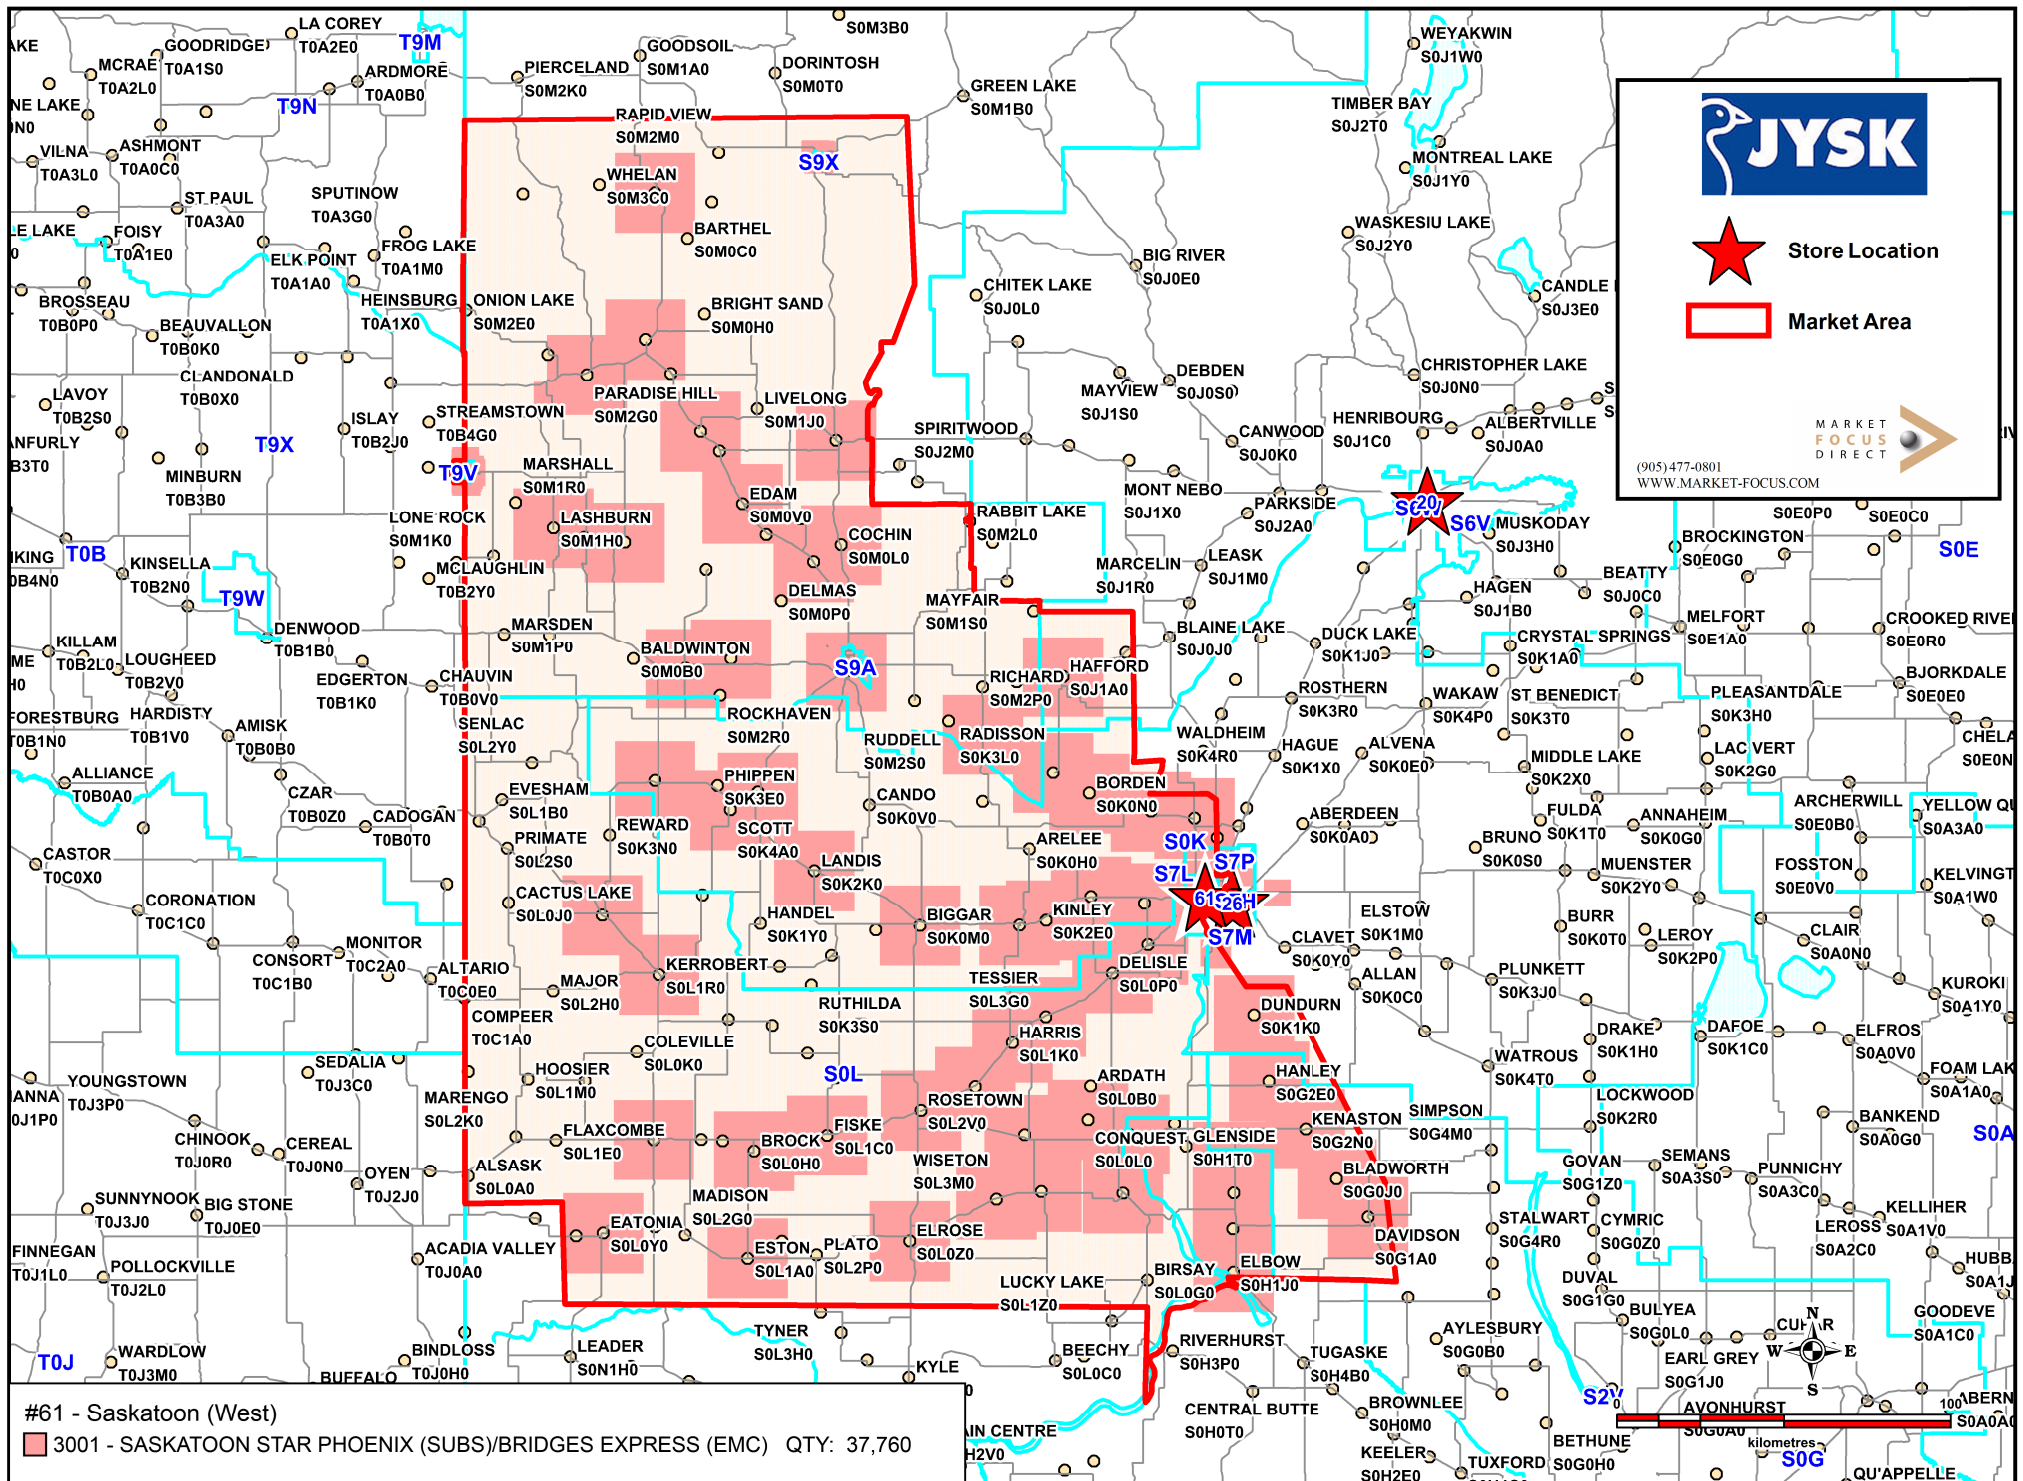 LA COREY
T0A2E0
T9M
GOODRIDGE
T0A1S0
MCRAE
T0A2L0
ARDMORE
T0A0B0
T9N
PIERCELAND
S0M2K0
GOODSOIL
S0M1A0
DORINTOSH
S0M0T0
S0M3B0
GREEN LAKE
S0M1B0
WEYAKWIN
S0J1W0
TIMBER BAY
S0J2T0
MONTREAL LAKE
S0J1Y0
WASKESIU LAKE
S0J2Y0
JYSK
Store Location
Market Area
MARKET
FOCUS
DIRECT
(905) 477-0801
WWW.MARKET-FOCUS.COM
VILNA
T0A3L0
ASHMONT
T0A0C0
ST PAUL
T0A3A0
SPUTINOW
T0A3G0
FOISY
T0A1E0
FROG LAKE
T0A1M0
ELK POINT
T0A1A0
HEINSBURG
T0A1X0
ONION LAKE
S0M2E0
RAPID VIEW
S0M2M0
S9X
WHELAN
S0M3C0
BARTHEL
S0M0C0
BRIGHT SAND
S0M0H0
BIG RIVER
S0J0E0
CHITEK LAKE
S0J0L0
S0J3E0
BROSSEAU
T0B0P0
BEAUVALLON
T0B0K0
CLANDONALD
T0B0X0
LAVOY
T0B2S0
ISLAY
T0B2J0
STREAMSTOWN
T0B4G0
T9X
T9V
MINBURN
T0B3B0
PARADISE HILL
S0M2G0
LIVELONG
S0M1J0
SPIRITWOOD
S0J2M0
MAYVIEW
S0J1S0
DEBDEN
S0J0S0
CHRISTOPHER LAKE
S0J0N0
HENRIBOURG
S0J1C0
ALBERTVILLE
S0J0A0
CANWOOD
S0J0K0
MARSHALL
S0M1R0
LONE ROCK
S0M1K0
LASHBURN
S0M1H0
EDAM
S0M0V0
COCHIN
S0M0L0
RABBIT LAKE
S0M2L0
MONT NEBO
S0J1X0
PARKSIDE
S0J2A0
20
S6V
MUSKODAY
S0J3H0
S0E0P0
S0E0C0
BROCKINGTON
S0E0G0
S0E
T0B
KINSELLA
T0B2N0
T9W
MCLAUGHLIN
T0B2Y0
DELMAS
S0M0P0
MAYFAIR
S0M1S0
MARCELIN
S0J1R0
LEASK
S0J1M0
HAGEN
S0J1B0
BEATTY
S0J0C0
MELFORT
S0E1A0
S0E0R0
KILLAM
T0B2L0
LOUGHEED
T0B2V0
DENWOOD
T0B1B0
EDGERTON
T0B1K0
CHAUVIN
T0B0V0
MARSDEN
S0M1P0
BALDWINTON
S0M0B0
S9A
RICHARD
S0M2P0
HAFFORD
S0J1A0
BLAINE LAKE
S0J0J0
DUCK LAKE
S0K1J0
CRYSTAL SPRINGS
S0K1A0
ROSTHERN
S0K3R0
WAKAW
S0K4P0
ST BENEDICT
S0K3T0
PLEASANTDALE
S0K3H0
BJORKDALE
S0E0E0
HARDISTY
T0B1V0
AMISK
T0B0B0
SENLAC
S0L2Y0
ROCKHAVEN
S0M2R0
RUDDELL
S0M2S0
RADISSON
S0K3L0
WALDHEIM
S0K4R0
HAGUE
S0K1X0
ALVENA
S0K0E0
MIDDLE LAKE
S0K2X0
LAC VERT
S0K2G0
ALLIANCE
T0B0A0
CZAR
T0B0Z0
CADOGAN
T0B0T0
EVESHAM
S0L1B0
PRIMATE
S0L2S0
REWARD
S0K3N0
PHIPPEN
S0K3E0
SCOTT
S0K4A0
CANDO
S0K0V0
BORDEN
S0K0N0
ARELEE
S0K0H0
S0K
S7P
S7L
ABERDEEN
S0K0A0
FULDA
S0K1T0
ANNAHEIM
S0K0G0
ARCHERWILL
S0E0B0
S0A3A0
BRUNO
S0K0S0
MUENSTER
S0K2Y0
FOSSTON
S0E0V0
S0A1W0
CASTOR
T0C0X0
CORONATION
T0C1C0
CONSORT
T0C1B0
MONITOR
T0C2A0
ALTARIO
T0C0E0
COMPEER
T0C1A0
CACTUS LAKE
S0L0J0
LANDIS
S0K2K0
HANDEL
S0K1Y0
BIGGAR
S0K0M0
KINLEY
S0K2E0
61
26
S7M
ELSTOW
S0K1M0
CLAVET
S0K0Y0
ALLAN
S0K0C0
BURR
S0K0T0
LEROY
S0K2P0
CLAIR
S0A0N0
PLUNKETT
S0K3J0
KUROKI
S0A1Y0
MAJOR
S0L2H0
KERROBERT
S0L1R0
RUTHILDA
S0K3S0
TESSIER
S0L3G0
DELISLE
S0L0P0
DUNDURN
S0K1K0
HARRIS
S0L1K0
DRAKE
S0K1H0
DAFOE
S0K1C0
ELFROS
S0A0V0
WATROUS
S0K4T0
S0A1A0
SEDALIA
T0J3C0
YOUNGSTOWN
T0J3P0
HOOSIER
S0L1M0
COLEVILLE
S0L0K0
S0L
MARENGO
S0L2K0
ROSETOWN
S0L2V0
ARDATH
S0L0B0
HANLEY
S0G2E0
LOCKWOOD
S0K2R0
SIMPSON
S0G4M0
BANKEND
S0A0G0
S0A
CHINOOK
T0J0R0
CEREAL
T0J0N0
OYEN
T0J2J0
ALSASK
S0L0A0
FLAXCOMBE
S0L1E0
BROCK
S0L0H0
FISKE
S0L1C0
WISETON
S0L3M0
CONQUEST
S0L0L0
GLENSIDE
S0H1T0
KENASTON
S0G2N0
BLADWORTH
S0G0J0
GOVAN
S0G1Z0
SEMANS
S0A3S0
PUNNICHY
S0A3C0
SUNNYNOOK
T0J3J0
BIG STONE
T0J0E0
FINNEGAN
T0J1L0
POLLOCKVILLE
T0J2L0
ACADIA VALLEY
T0J0A0
EATONIA
S0L0Y0
MADISON
S0L2G0
ESTON
S0L1A0
PLATO
S0L2P0
ELROSE
S0L0Z0
LUCKY LAKE
S0L1Z0
BIRSAY
S0L0G0
ELBOW
S0H1J0
DAVIDSON
S0G1A0
STALWART
S0G4R0
CYMRIC
S0G0Z0
LEROSS
S0A2C0
KELLIHER
S0A1V0
DUVAL
S0G1G0
BULYEA
S0G0L0
GOODEVE
S0A1C0
T0J
WARDLOW
T0J3M0
BUFFALO
BINDLOSS
T0J0H0
LEADER
S0N1H0
TYNER
S0L3H0
KYLE
BEECHY
S0L0C0
RIVERHURST
S0H3P0
TUGASKE
S0H4B0
AYLESBURY
S0G0B0
EARL GREY
S0G1J0
N
W
E
S
S2V
CENTRAL BUTTE
S0H0T0
BROWNLEE
S0H0M0
KEELER
S0H2E0
TUXFORD
BETHUNE
S0G0H0
AVONHURST
S0G0A0
0
100
kilometres
S0G
QU'APPELLE
#61 - Saskatoon (West)
3001 - SASKATOON STAR PHOENIX (SUBS)/BRIDGES EXPRESS (EMC) QTY: 37,760